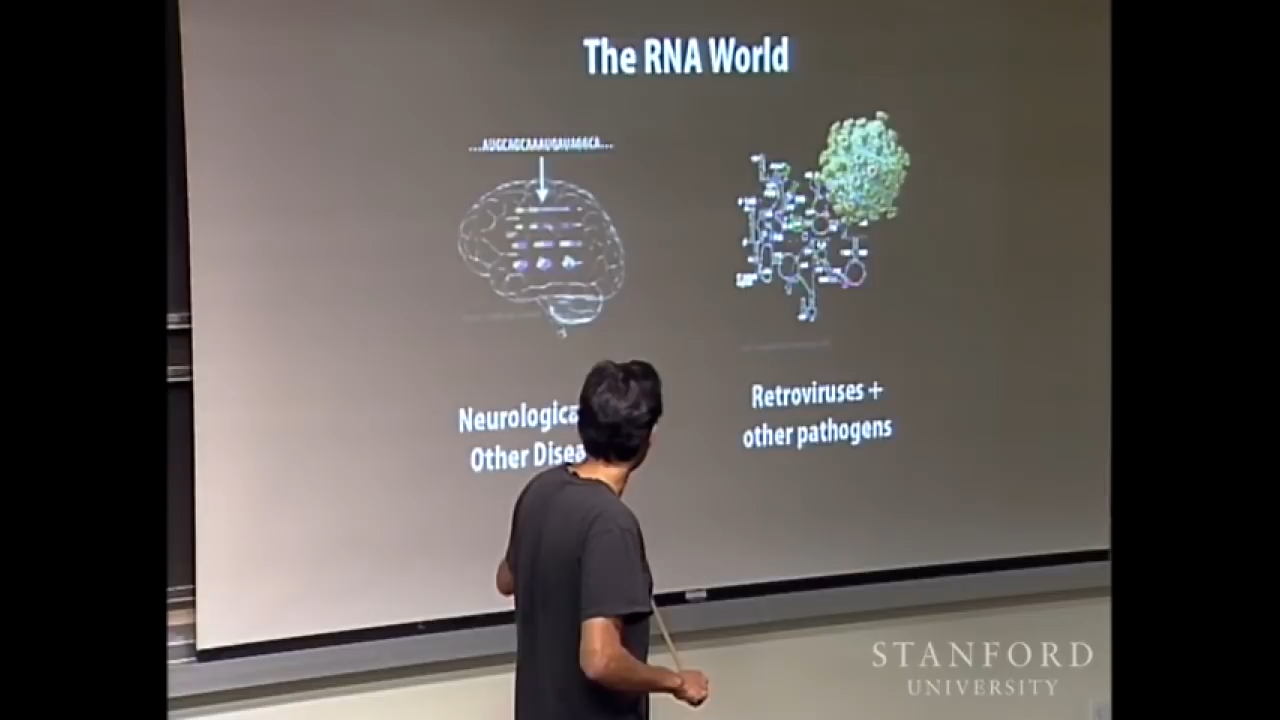 The RNA World
Neurologica
Other Disea
Retroviruses +
other pathogens
STANFORD
UNIVERSITY